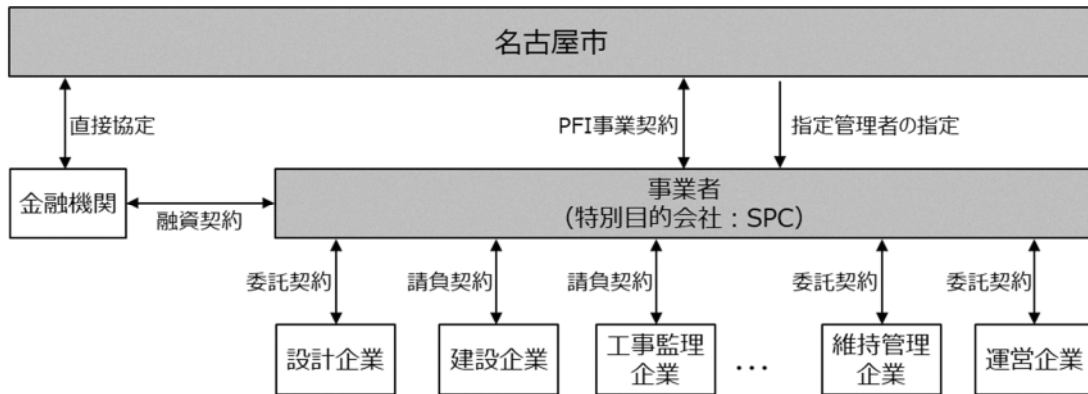 名古屋市
直接協定
PFI事業契約
指定管理者の指定
金融機関
融資契約
事業者
（特別目的会社：SPC）
委託契約
請負契約
請負契約
委託契約
委託契約
設計企業
建設企業
工事監理
企業
…
維持管理
企業
運営企業